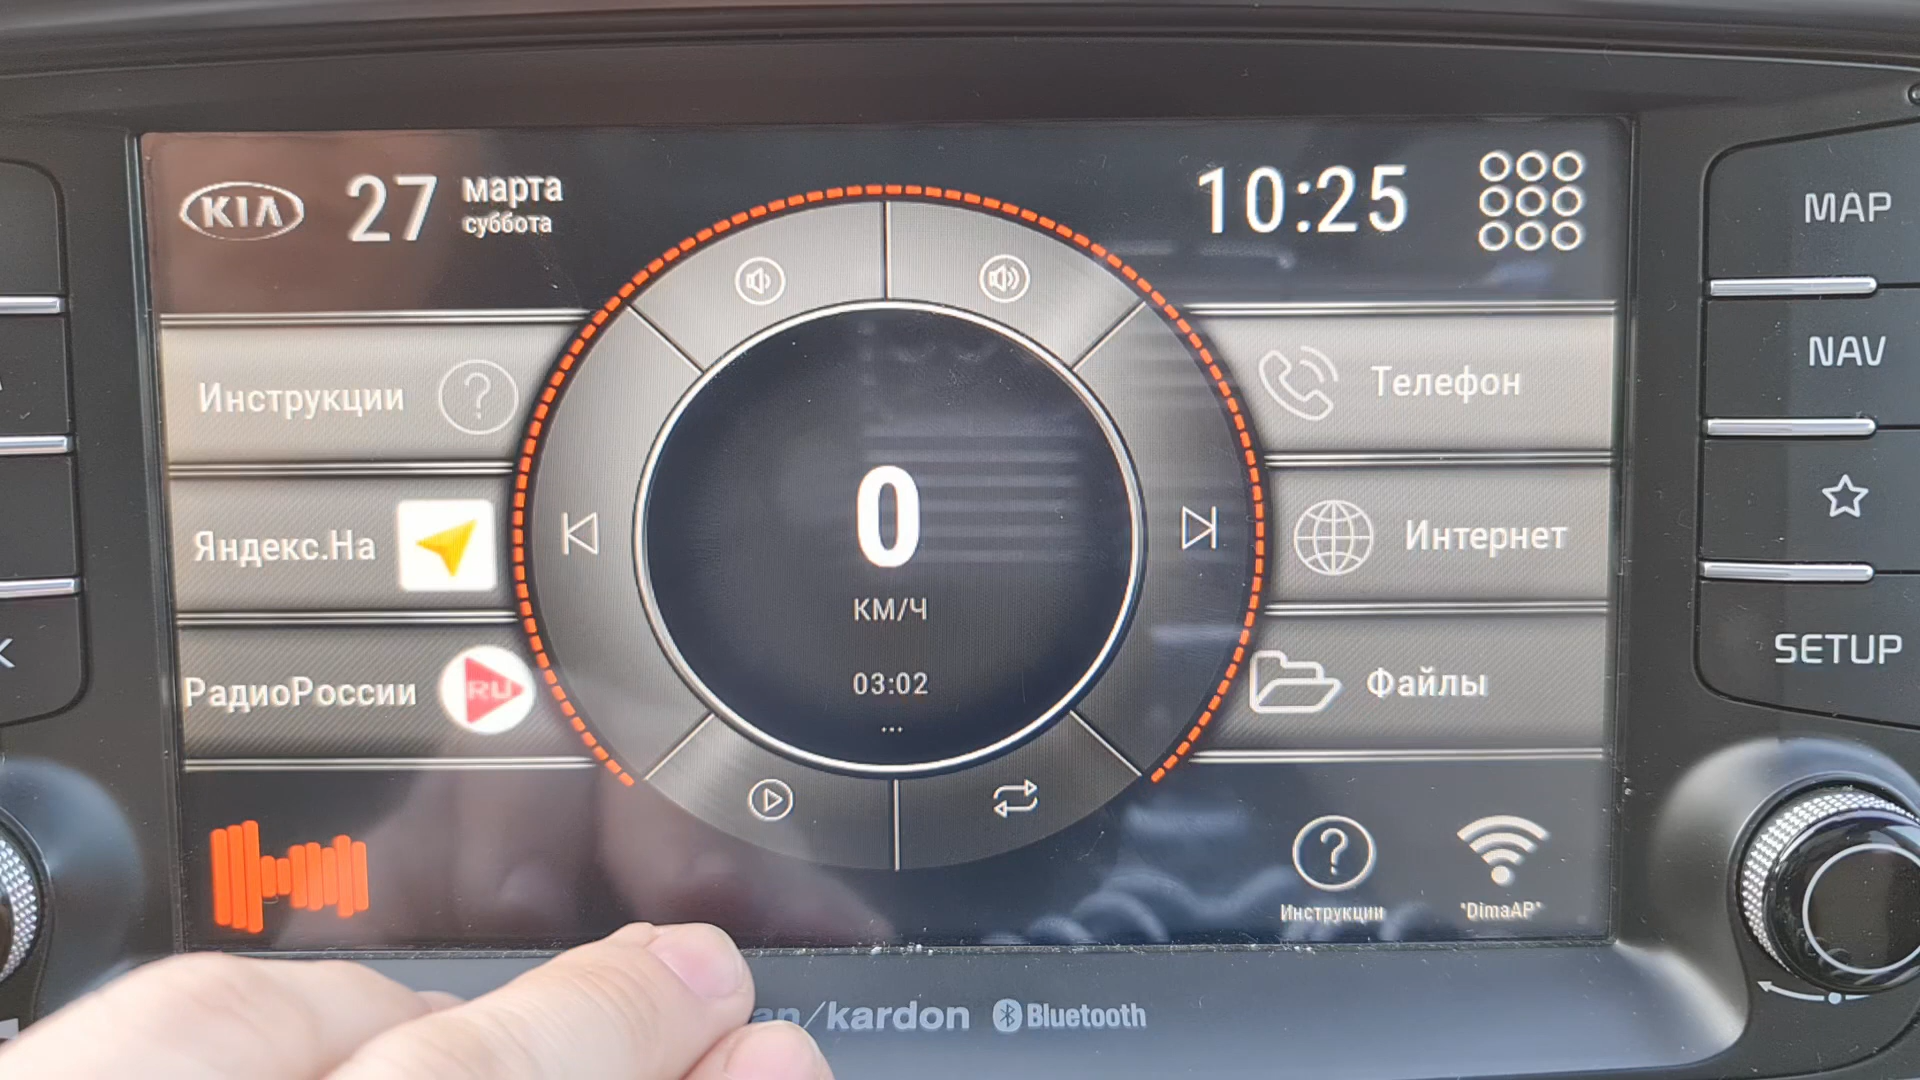 KIA
27
марта
суббота
10:25
MAP
NAV
SETUP
Инструкции
Яндекс.На
РадиоРоссии
RU
0
КМ/Ч
03:02
...
Телефон
Интернет
Файлы
Инструкции
"DimaAP"
/kardon
Bluetooth